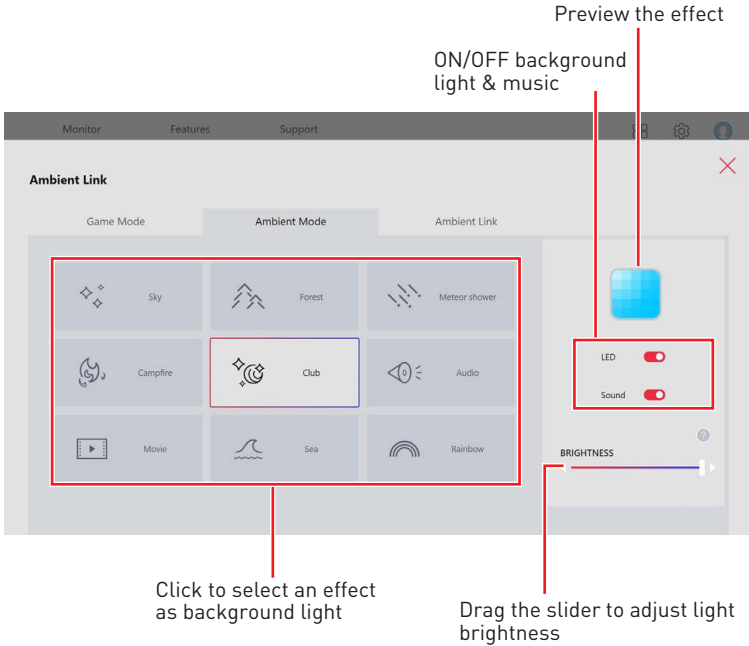 Preview the effect
ON/OFF background
light & music
Monitor Features Support
Ambient Link
Game Mode Ambient Mode Ambient Link
Sky Forest Meteor shower
LED
Campfire Club Audio
Sound
Movie Sea Rainbow
?
BRIGHTNESS
Click to select an effect
as background light
Drag the slider to adjust light
brightness